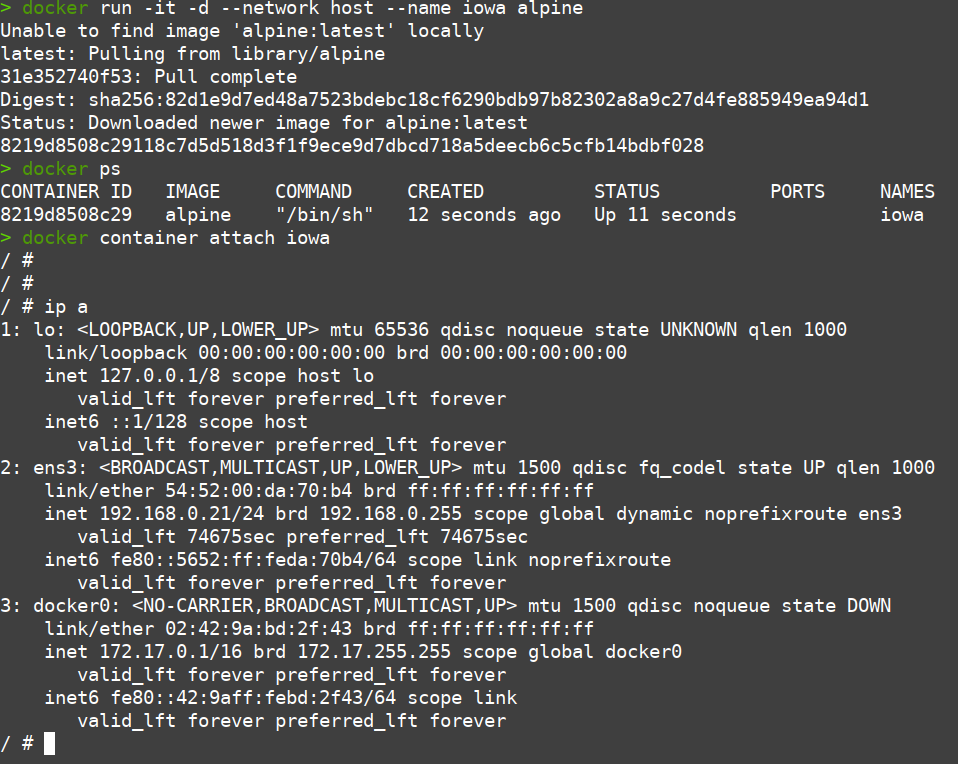 > docker run -it -d --network host --name iowa alpine
Unable to find image 'alpine:latest' locally
latest: Pulling from library/alpine
31e352740f53: Pull complete
Digest: sha256:82d1e9d7ed48a7523bdebc18cf6290bdb97b82302a8a9c27d4fe885949ea94d1
Status: Downloaded newer image for alpine:latest
8219d8508c29118c7d5d518d3f1f9ece9d7dbcd718a5deecb6c5cfb14bdbf028
> docker ps
CONTAINER ID   IMAGE     COMMAND     CREATED          STATUS          PORTS     NAMES
8219d8508c29   alpine    "/bin/sh"   12 seconds ago   Up 11 seconds             iowa
> docker container attach iowa
/ #
/ #
/ # ip a
1: lo: <LOOPBACK,UP,LOWER_UP> mtu 65536 qdisc noqueue state UNKNOWN qlen 1000
    link/loopback 00:00:00:00:00:00 brd 00:00:00:00:00:00
    inet 127.0.0.1/8 scope host lo
       valid_lft forever preferred_lft forever
    inet6 ::1/128 scope host
       valid_lft forever preferred_lft forever
2: ens3: <BROADCAST,MULTICAST,UP,LOWER_UP> mtu 1500 qdisc fq_codel state UP qlen 1000
    link/ether 54:52:00:da:70:b4 brd ff:ff:ff:ff:ff:ff
    inet 192.168.0.21/24 brd 192.168.0.255 scope global dynamic noprefixroute ens3
       valid_lft 74675sec preferred_lft 74675sec
    inet6 fe80::5652:ff:feda:70b4/64 scope link noprefixroute
       valid_lft forever preferred_lft forever
3: docker0: <NO-CARRIER,BROADCAST,MULTICAST,UP> mtu 1500 qdisc noqueue state DOWN
    link/ether 02:42:9a:bd:2f:43 brd ff:ff:ff:ff:ff:ff
    inet 172.17.0.1/16 brd 172.17.255.255 scope global docker0
       valid_lft forever preferred_lft forever
    inet6 fe80::42:9aff:febd:2f43/64 scope link
       valid_lft forever preferred_lft forever
/ #